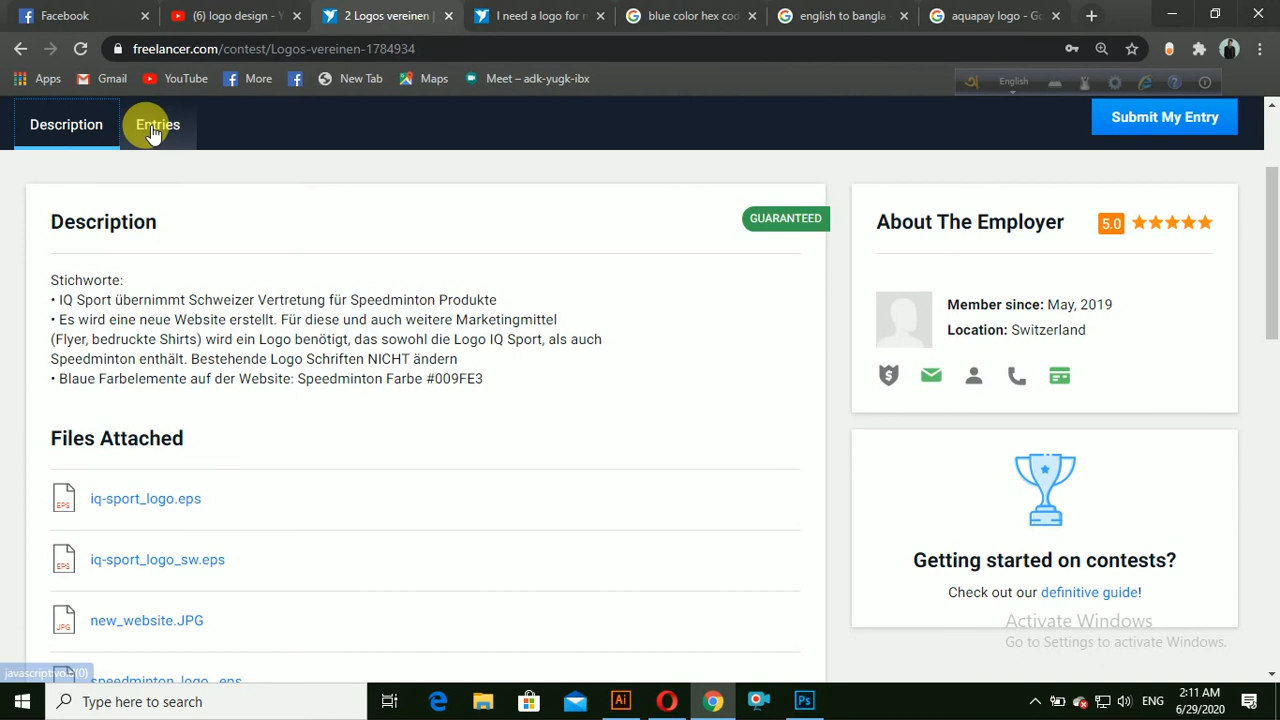 Facebook
(6) logo design - Y
2 Logos vereinen |
I need a logo for n
blue color hex cod
english to bangla
aquapay logo - Go
freelancer.com/contest/Logos-vereinen-1784934
Apps
Gmail
YouTube
More
New Tab
Maps
Meet – adk-yugk-ibx
English
Description
Entries
Submit My Entry
Description
GUARANTEED
About The Employer
5.0
Stichworte:
• IQ Sport übernimmt Schweizer Vertretung für Speedminton Produkte
• Es wird eine neue Website erstellt. Für diese und auch weitere Marketingmittel
(Flyer, bedruckte Shirts) wird ein Logo benötigt, das sowohl die Logo IQ Sport, als auch
Speedminton enthält. Bestehende Logo Schriften NICHT ändern
• Blaue Farbelemente auf der Website: Speedminton Farbe #009FE3
Member since: May, 2019
Location: Switzerland
Files Attached
EPS
iq-sport_logo.eps
EPS
iq-sport_logo_sw.eps
JPG
new_website.JPG
Getting started on contests?
Check out our definitive guide!
Activate Windows
Go to Settings to activate Windows.
Type here to search
Ai
Ps
ENG
2:11 AM
6/29/2020